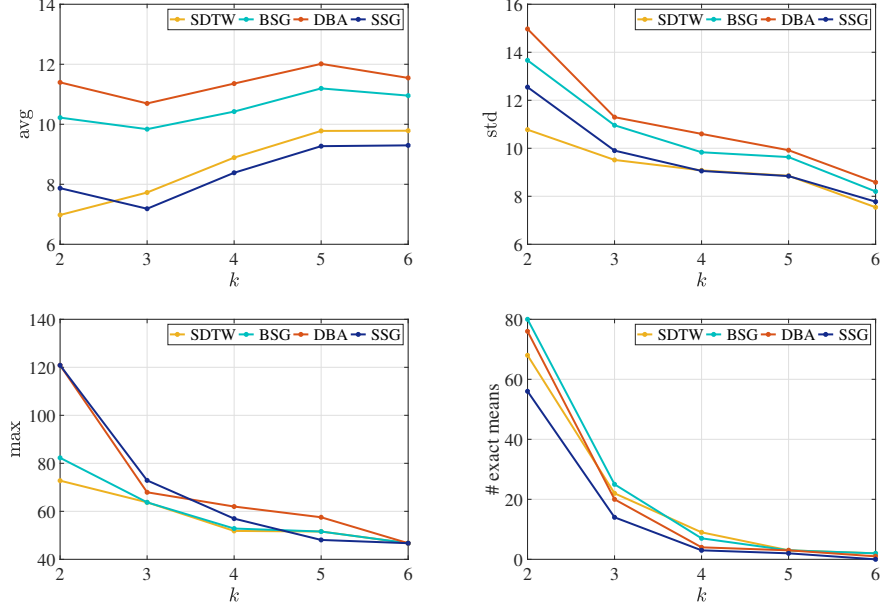 14
12
10
8
6
avg
SDTW BSG DBA SSG
2 3 4 5 6
k
16
14
12
10
8
6
std
SDTW BSG DBA SSG
2 3 4 5 6
k
140
120
100
80
60
40
max
SDTW BSG DBA SSG
2 3 4 5 6
k
80
60
40
20
0
# exact means
SDTW BSG DBA SSG
2 3 4 5 6
k